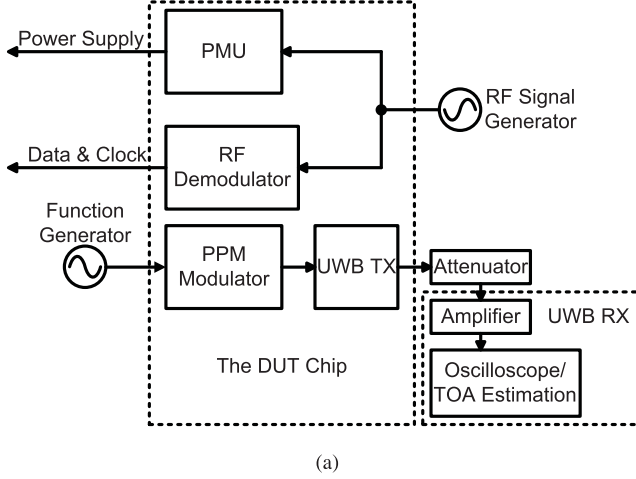 Power Supply
PMU
RF Signal
Generator
Data & Clock
RF
Demodulator
Function
Generator
PPM
Modulator
UWB TX
Attenuator
Amplifier
UWB RX
The DUT Chip
Oscilloscope/
TOA Estimation
(a)